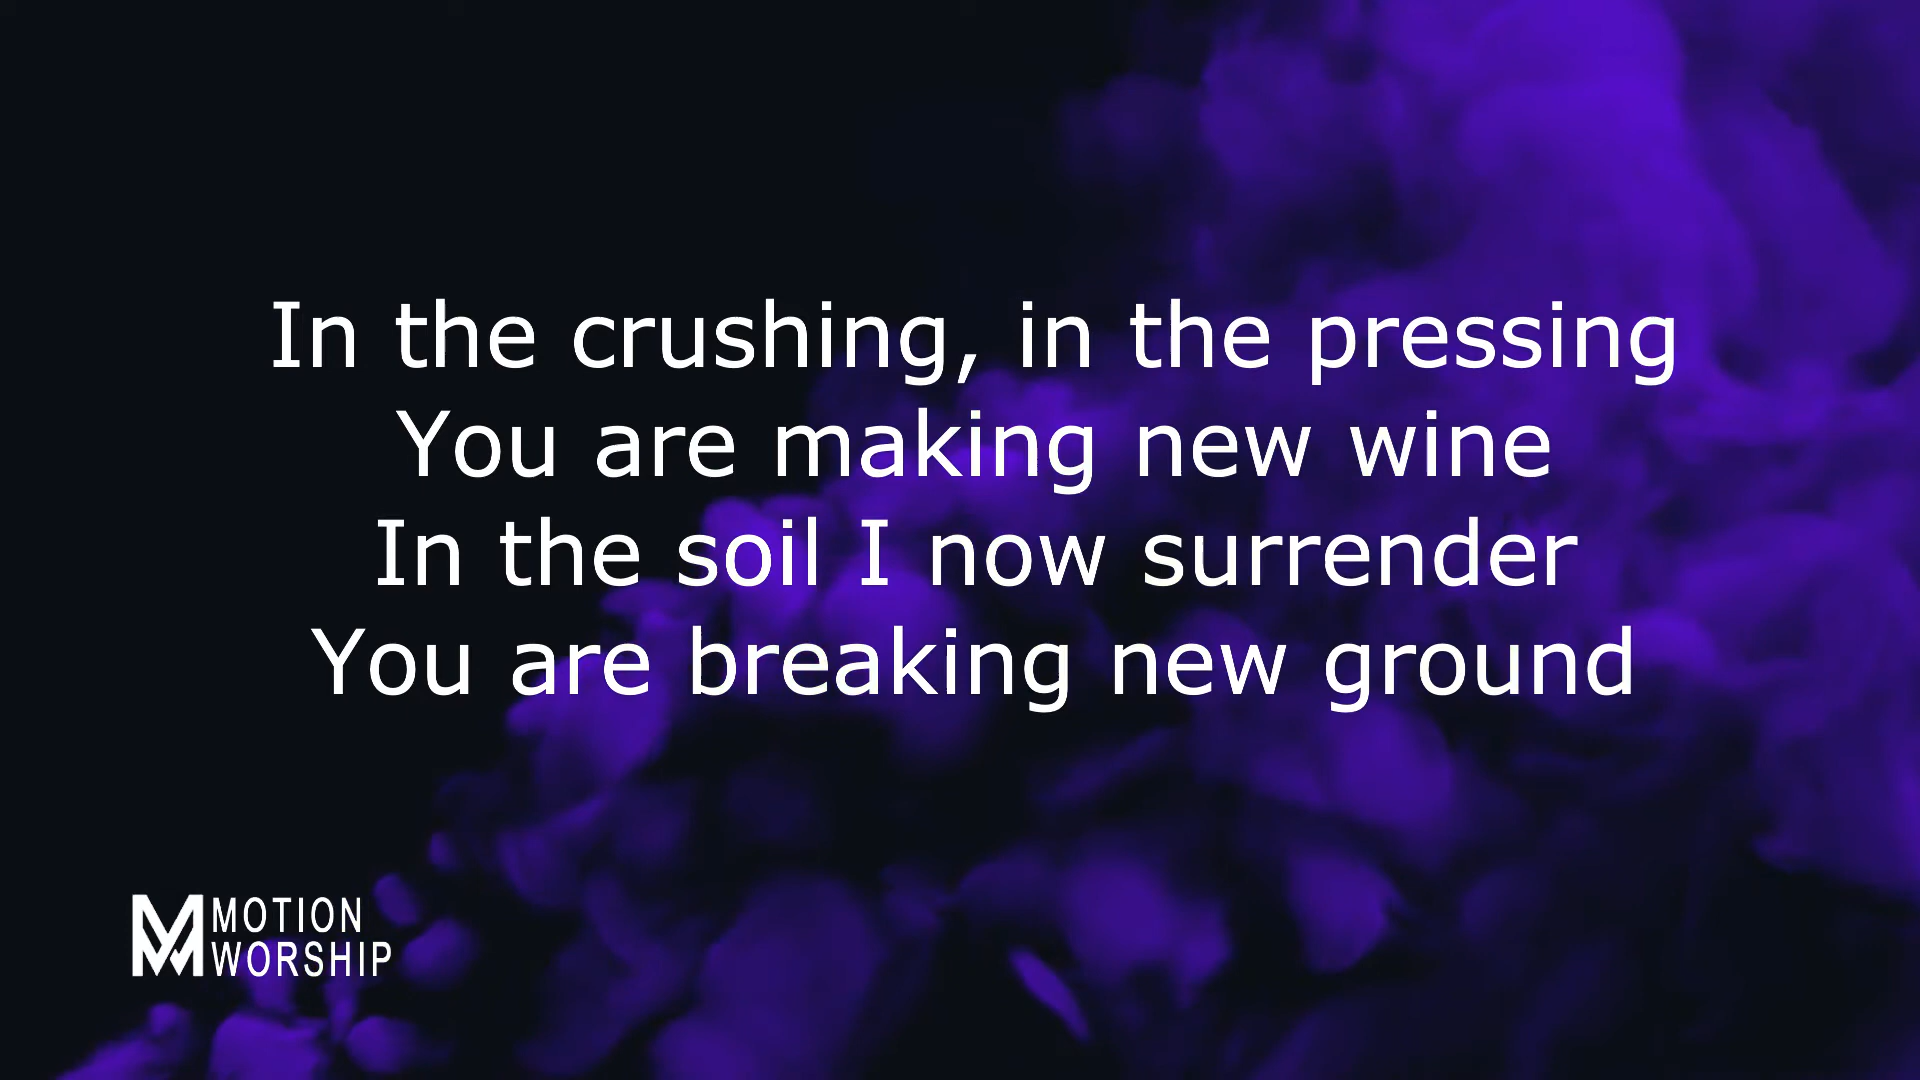 In the crushing, in the pressing
You are making new wine
In the soil I now surrender
You are breaking new ground
MOTION
WORSHIP